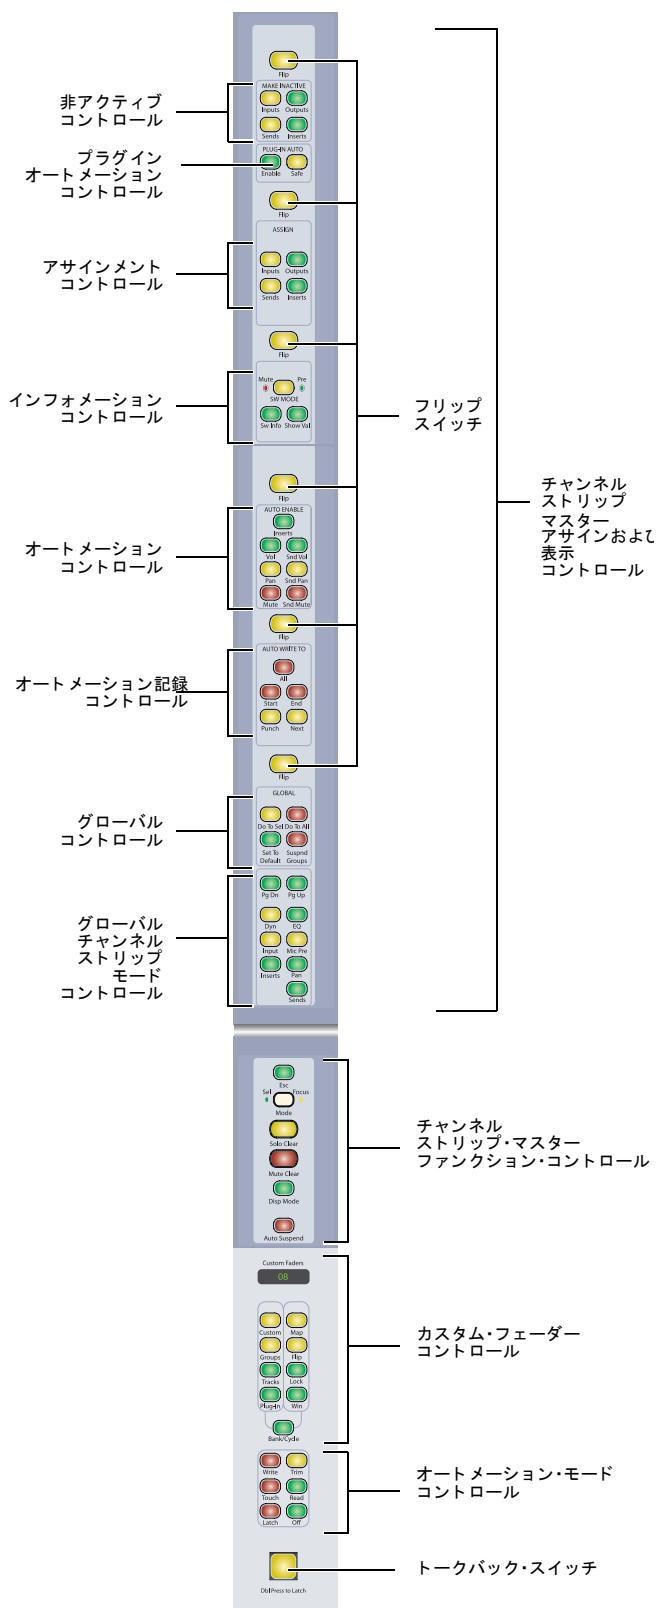 Flip
非アクティブ
コントロール
MAKE INACTIVE
Inputs Outputs
Sends Inserts
プラグイン
オートメーション
コントロール
PLUG-IN AUTO
Enable Safe
Flip
アサインメント
コントロール
ASSIGN
Inputs Outputs
Sends Inserts
Flip
インフォメーション
コントロール
Mute Pre
SW MODE
Sw Info Show Val
フリップ
スイッチ
Flip
チャンネル
ストリップ
マスター
アサインおよび
表示
コントロール
オートメーション
コントロール
AUTO ENABLE
Inserts
Vol Snd Vol
Pan Snd Pan
Mute Snd Mute
Flip
オートメーション記録
コントロール
AUTO WRITE TO
All
Start End
Punch Next
Flip
グローバル
コントロール
GLOBAL
Do To Sel Do To All
Set To Suspnd
Default Groups
グローバル
チャンネル
ストリップ
モード
コントロール
Pg Dn Pg Up
Dyn EQ
Input Mic Pre
Inserts Pan
Sends
Esc
Sel Focus
Mode
Solo Clear
Mute Clear
Disp Mode
Auto Suspend
チャンネル
ストリップ・マスター
ファンクション・コントロール
Custom Faders
08
Custom Map
Groups Flip
Tracks Lock
Plug-In Win
Bank/Cycle
カスタム・フェーダー
コントロール
Write Trim
Touch Read
Latch Off
オートメーション・モード
コントロール
トークバック・スイッチ
Dbl Press to Latch